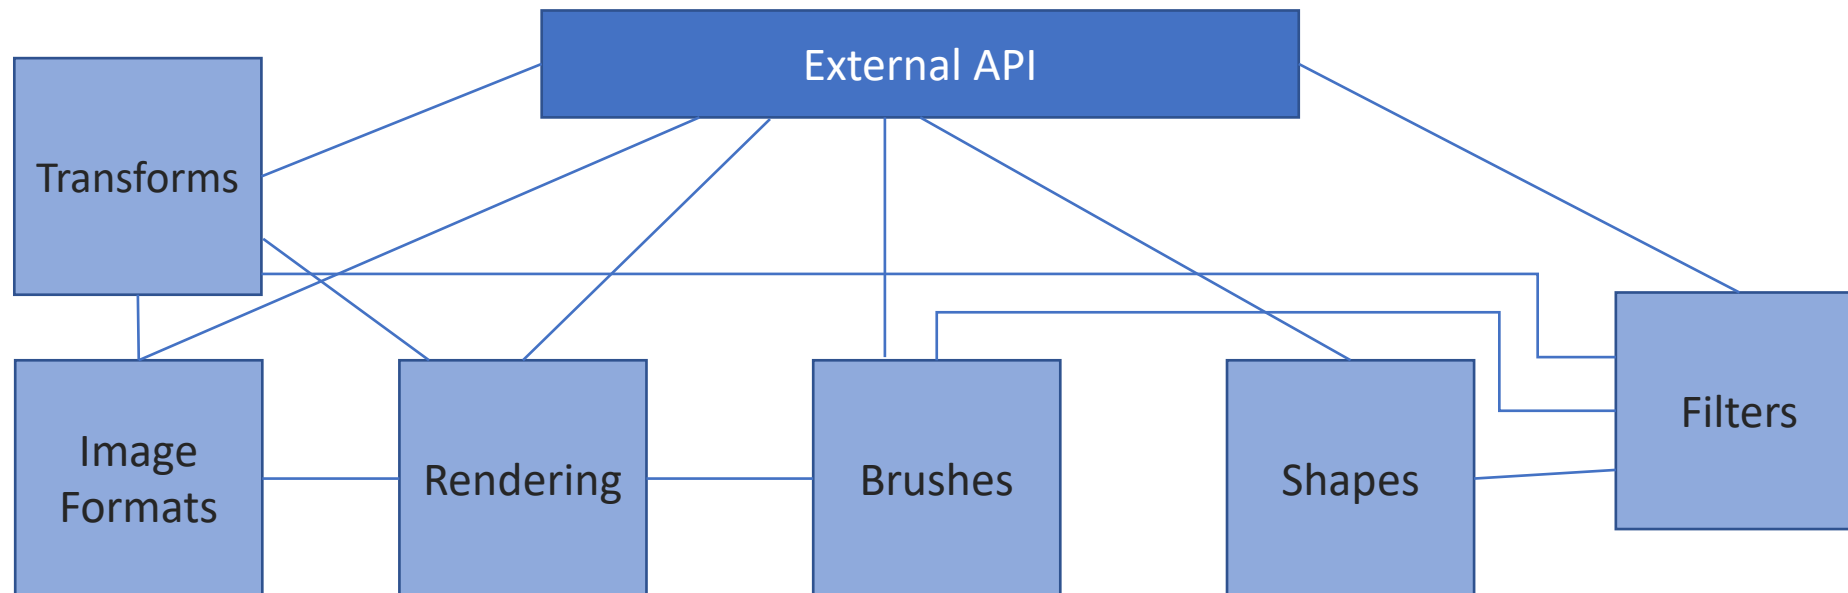 External API
Transforms
Image
Formats
Rendering
Brushes
Shapes
Filters